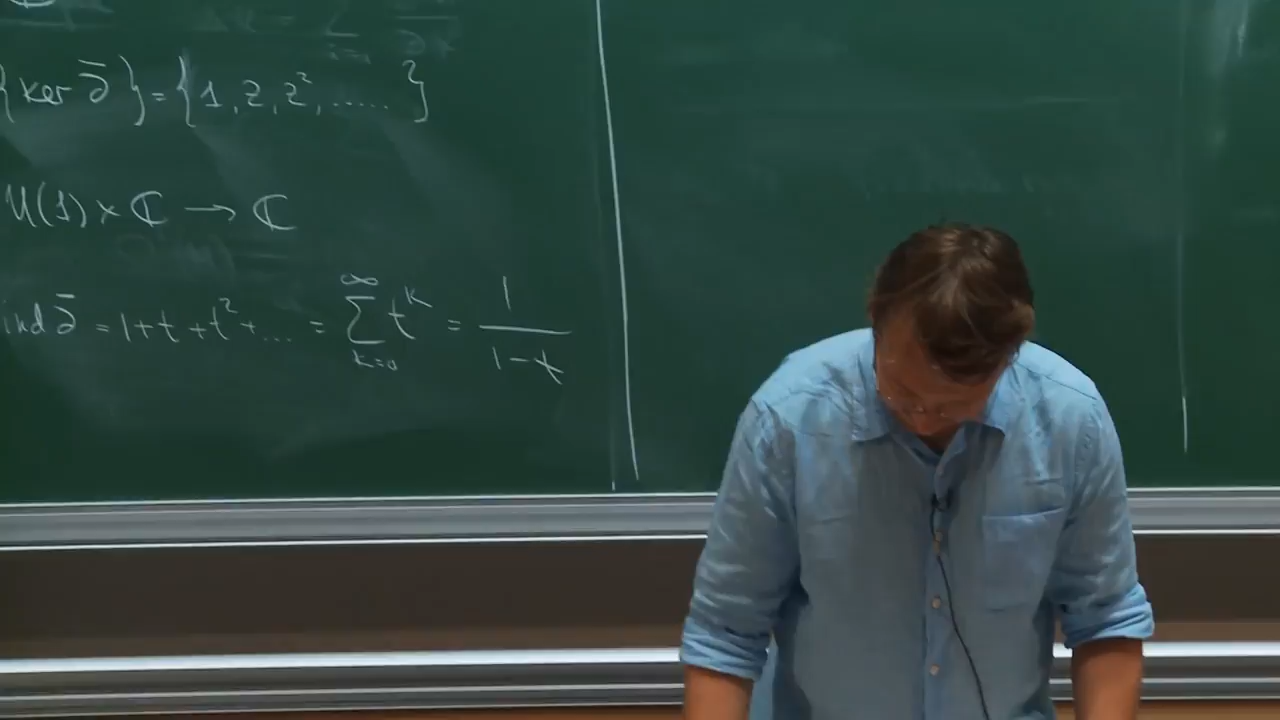 {ker ∂̄} = {1, z, z², .....}
U(1) × ℂ → ℂ
ind ∂̄ = 1 + t + t² + ... = ∑_{k=0}^{∞} t^k = 1/(1-t)